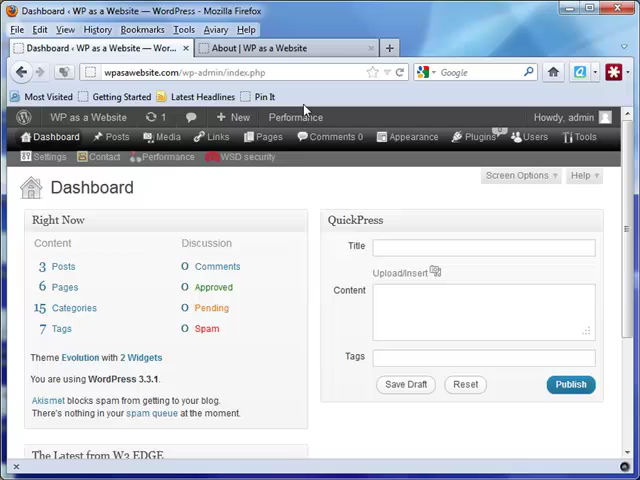 Dashboard ‹ WP as a Website — WordPress - Mozilla Firefox
File Edit View History Bookmarks Tools Aviary Help
Dashboard ‹ WP as a Website — Wor...
About | WP as a Website
wpasawebsite.com/wp-admin/index.php
Google
Most Visited Getting Started Latest Headlines Pin It
WP as a Website 1 New Performance Howdy, admin
Dashboard Posts Media Links Pages Comments 0 Appearance Plugins 0 Users Tools
Settings Contact Performance WSD security
Dashboard
Screen Options Help
Right Now
Content
Discussion
3 Posts
0 Comments
6 Pages
0 Approved
15 Categories
0 Pending
7 Tags
0 Spam
Theme Evolution with 2 Widgets
You are using WordPress 3.3.1.
Akismet blocks spam from getting to your blog.
There's nothing in your spam queue at the moment.
The Latest from W3 EDGE
QuickPress
Title
Upload/Insert
Content
Tags
Save Draft Reset Publish